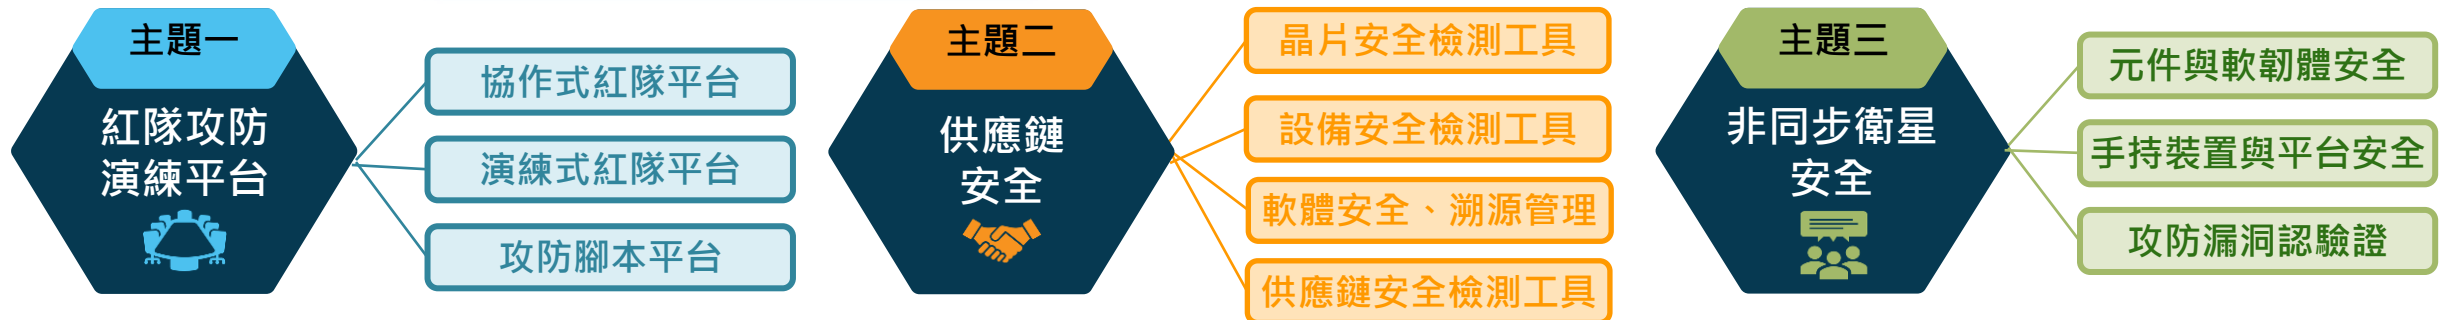 主題一
紅隊攻防
演練平台
協作式紅隊平台
演練式紅隊平台
攻防腳本平台
主題二
供應鏈
安全
晶片安全檢測工具
設備安全檢測工具
軟體安全、溯源管理
供應鏈安全檢測工具
主題三
非同步衛星
安全
元件與軟韌體安全
手持裝置與平台安全
攻防漏洞認驗證